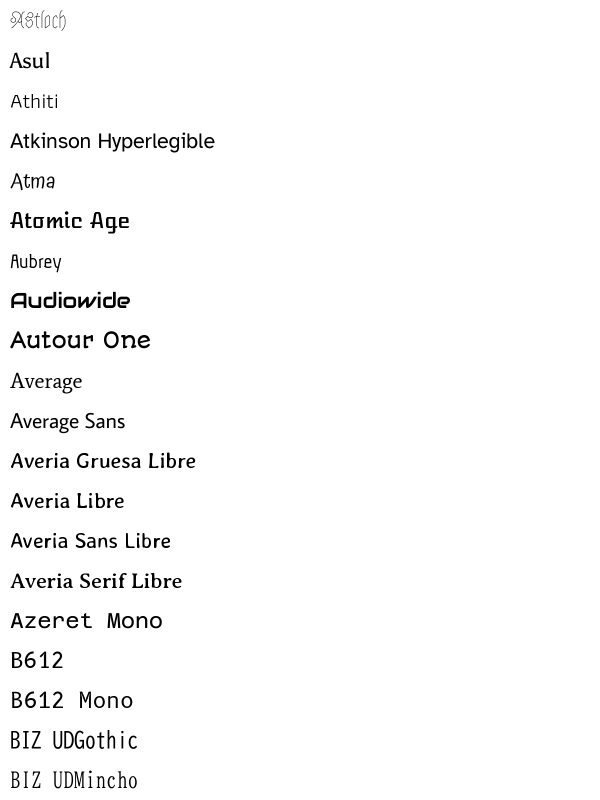 Astloch
Asul
Athiti
Atkinson Hyperlegible
Atma
Atomic Age
Aubrey
Audiowide
Autour One
Average
Average Sans
Averia Gruesa Libre
Averia Libre
Averia Sans Libre
Averia Serif Libre
Azeret Mono
B612
B612 Mono
BIZ UDGothic
BIZ UDMincho